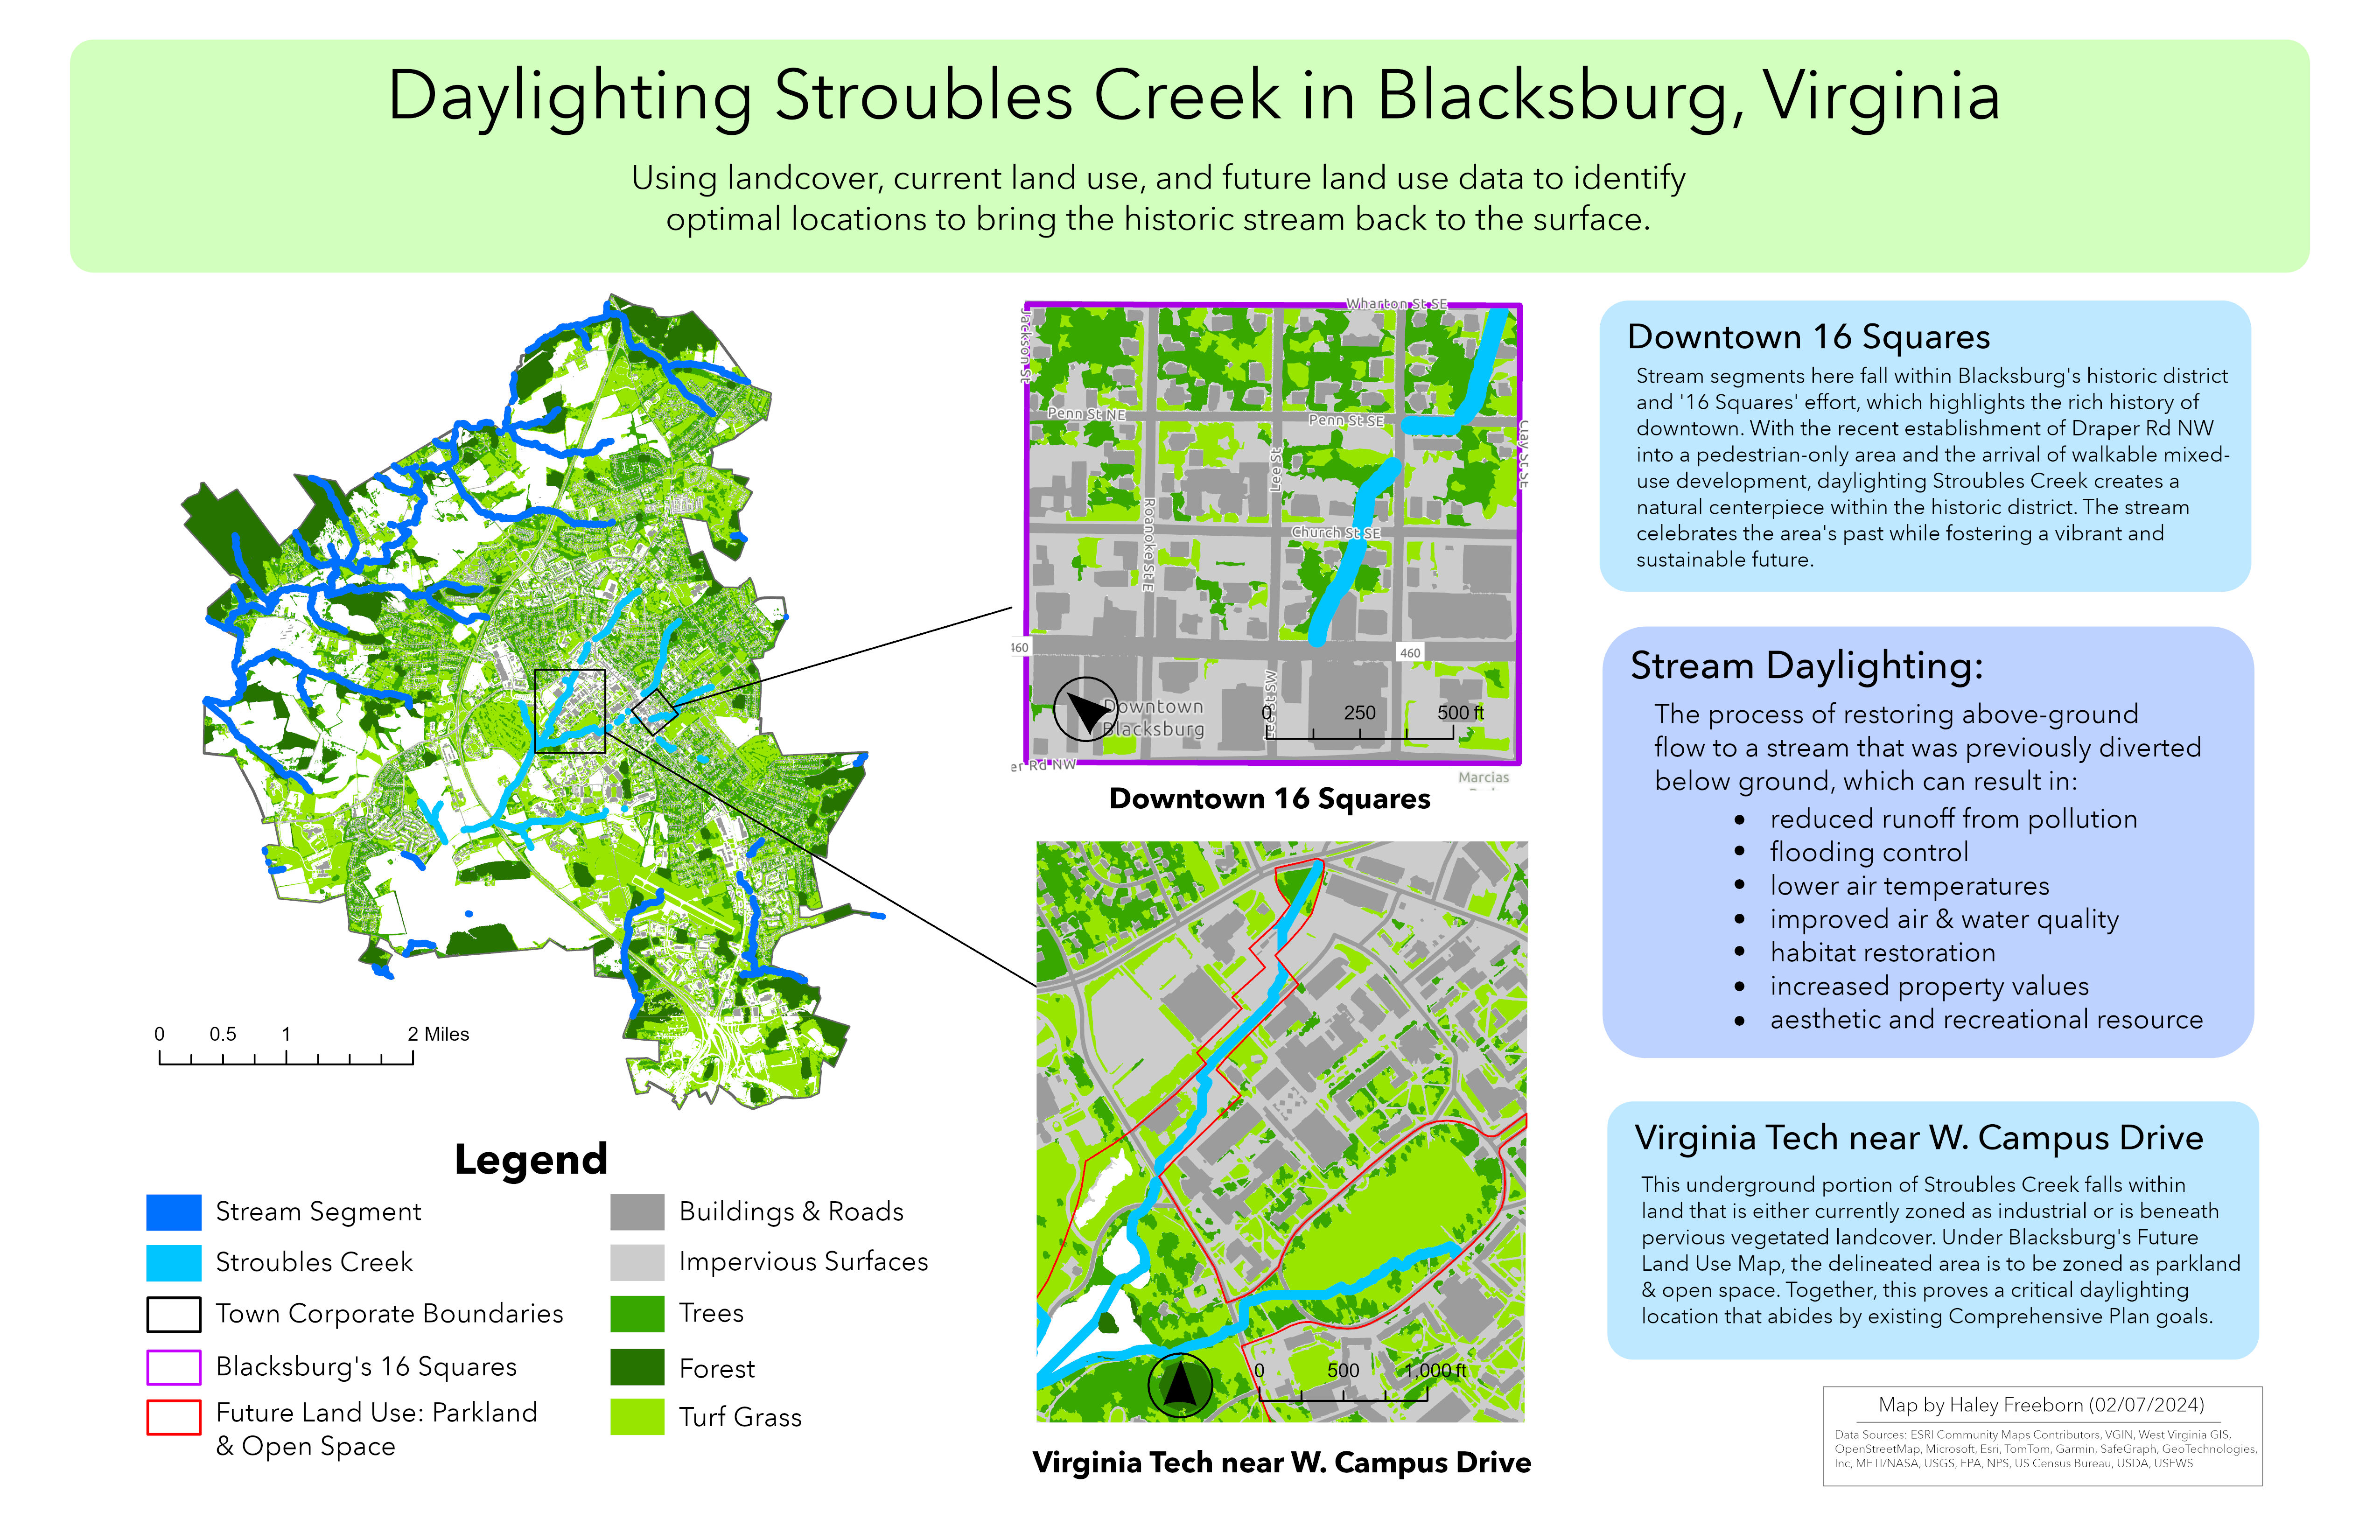 Daylighting Stroubles Creek in Blacksburg, Virginia
Using landcover, current land use, and future land use data to identify
optimal locations to bring the historic stream back to the surface.
0 0.5 1 2 Miles
Legend
Stream Segment
Stroubles Creek
Town Corporate Boundaries
Blacksburg's 16 Squares
Future Land Use: Parkland
& Open Space
Buildings & Roads
Impervious Surfaces
Trees
Forest
Turf Grass
Wharton St SE
Jackson St
Penn St NE
Penn St SE
Clay St
Lee St
Roanoke St E
Church St SE
460
460
St SW
Downtown
Blacksburg
0 250 500 ft
er Rd NW
Marcias
Downtown 16 Squares
0 500 1,000 ft
Virginia Tech near W. Campus Drive
Downtown 16 Squares
Stream segments here fall within Blacksburg's historic district
and '16 Squares' effort, which highlights the rich history of
downtown. With the recent establishment of Draper Rd NW
into a pedestrian-only area and the arrival of walkable mixed-
use development, daylighting Stroubles Creek creates a
natural centerpiece within the historic district. The stream
celebrates the area's past while fostering a vibrant and
sustainable future.
Stream Daylighting:
The process of restoring above-ground
flow to a stream that was previously diverted
below ground, which can result in:
• reduced runoff from pollution
• flooding control
• lower air temperatures
• improved air & water quality
• habitat restoration
• increased property values
• aesthetic and recreational resource
Virginia Tech near W. Campus Drive
This underground portion of Stroubles Creek falls within
land that is either currently zoned as industrial or is beneath
pervious vegetated landcover. Under Blacksburg's Future
Land Use Map, the delineated area is to be zoned as parkland
& open space. Together, this proves a critical daylighting
location that abides by existing Comprehensive Plan goals.
Map by Haley Freeborn (02/07/2024)
Data Sources: ESRI Community Maps Contributors, VGIN, West Virginia GIS,
OpenStreetMap, Microsoft, Esri, TomTom, Garmin, SafeGraph, GeoTechnologies,
Inc, METI/NASA, USGS, EPA, NPS, US Census Bureau, USDA, USFWS